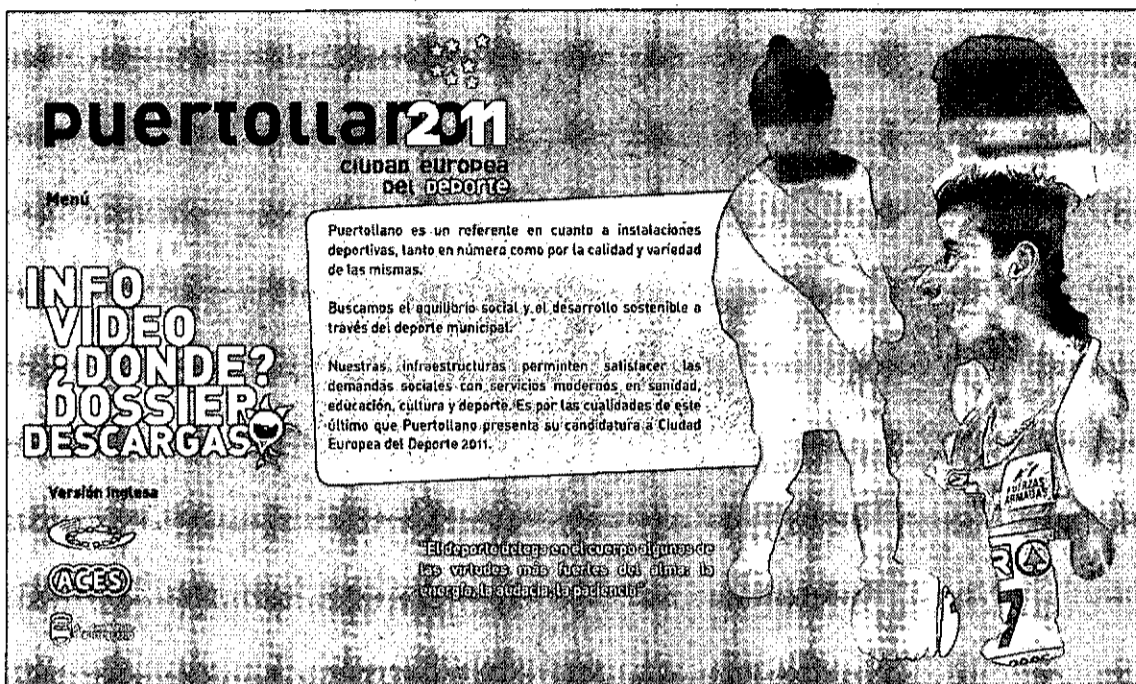 puertollano2011
ciudad europea
del deporte
Menú
Puertollano es un referente en cuanto a instalaciones
deportivas, tanto en número como por la calidad y variedad
de las mismas.
Buscamos el equilibrio social y el desarrollo sostenible a
través del deporte municipal.
Nuestras infraestructuras perminten satisfacer las
demandas sociales con servicios modernos en sanidad,
educación, cultura y deporte. Es por las cualidades de este
último que Puertollano presenta su candidatura a Ciudad
Europea del Deporte 2011.
INFO
VIDEO
¿DONDE?
DOSSIER
DESCARGAS
Versión inglesa
ACES
"El deporte delega en el cuerpo algunas de
las virtudes más fuertes del alma: la
energía, la audacia, la paciencia"
FUERZAS
ARMADAS
7